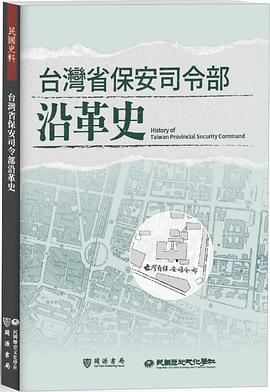 民國史料
台灣省保安司令部沿革史
開源書局
民國歷史文化學社
台灣省保安司令部
沿革史
History of
Taiwan Provincial Security Command
台灣省保安司令部
開源書局
民國歷史文化學社